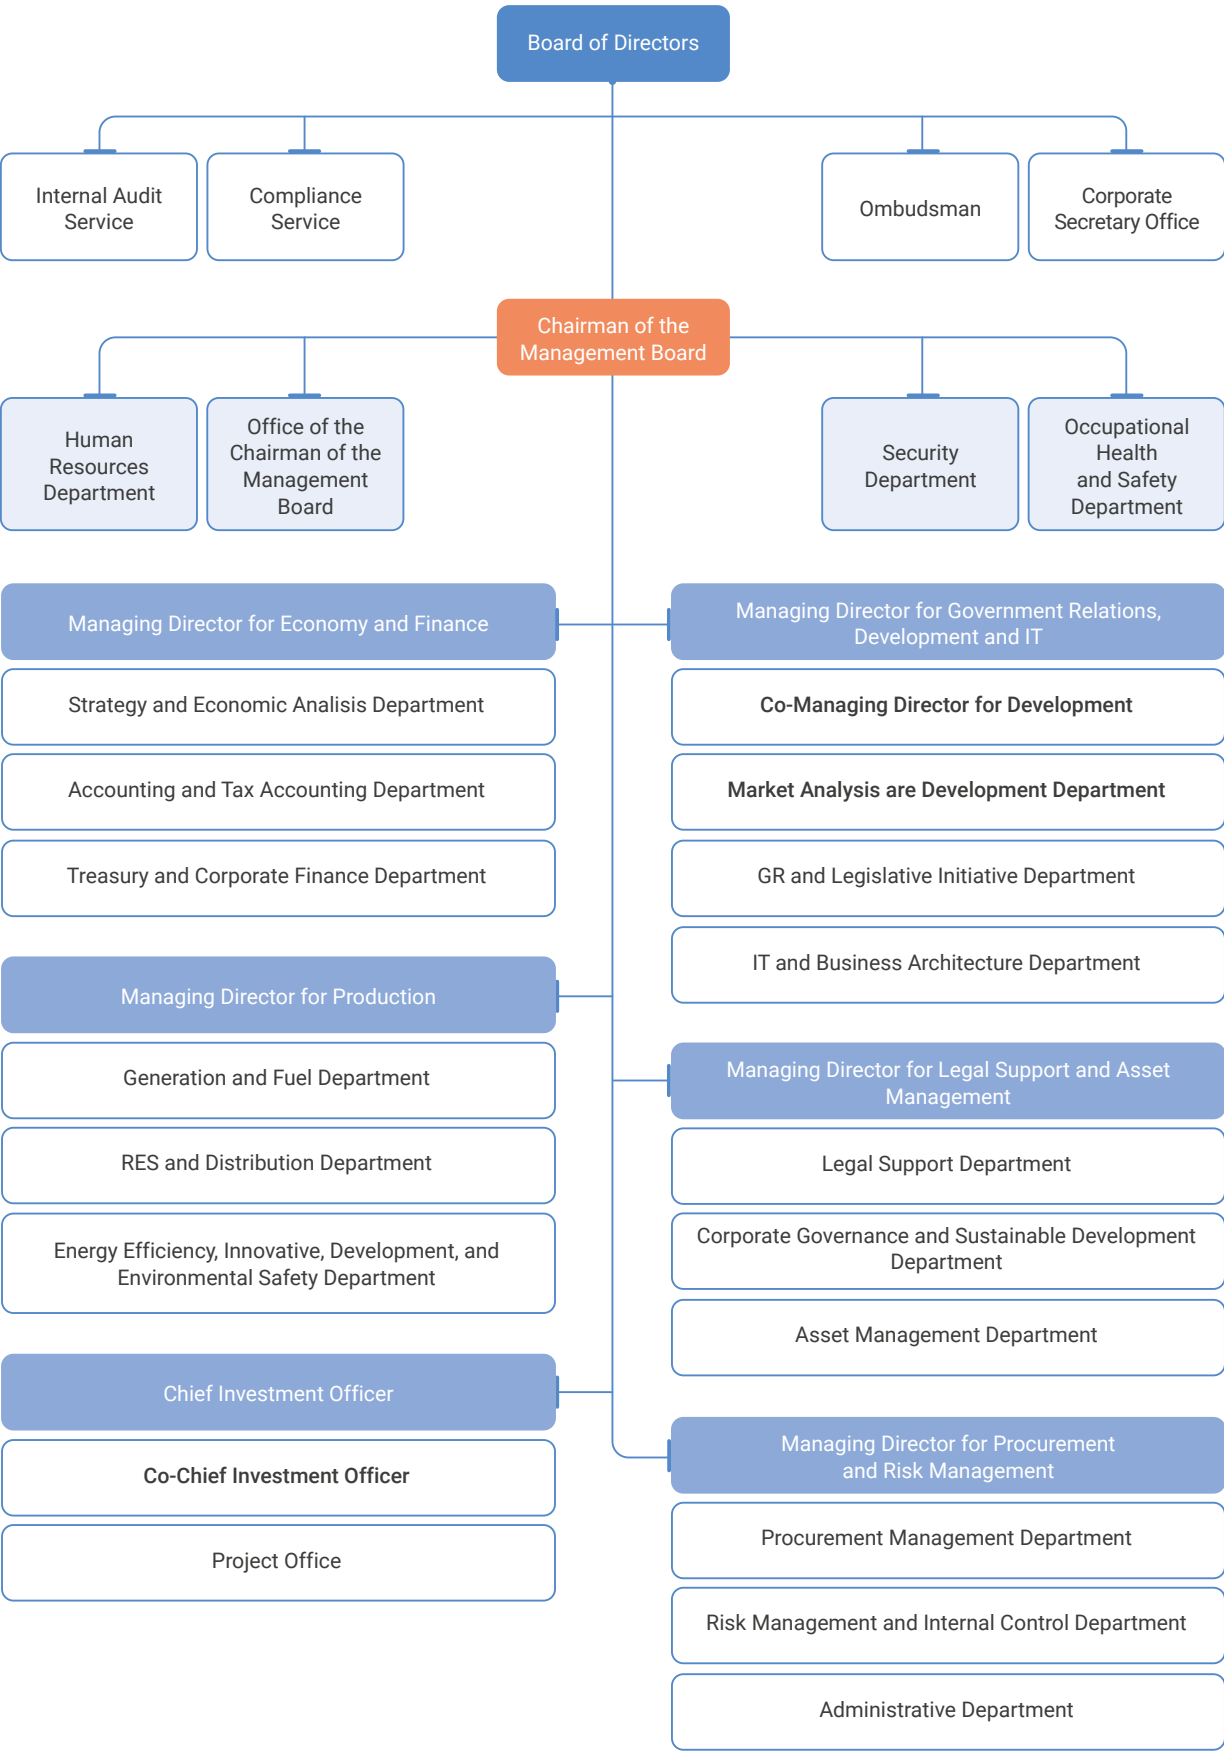 Board of Directors
Internal Audit
Service
Compliance
Service
Ombudsman
Corporate
Secretary Office
Chairman of the
Management Board
Human
Resources
Department
Office of the
Chairman of the
Management
Board
Security
Department
Occupational
Health
and Safety
Department
Managing Director for Economy and Finance
Strategy and Economic Analisis Department
Accounting and Tax Accounting Department
Treasury and Corporate Finance Department
Managing Director for Production
Generation and Fuel Department
RES and Distribution Department
Energy Efficiency, Innovative, Development, and
Environmental Safety Department
Chief Investment Officer
Co-Chief Investment Officer
Project Office
Managing Director for Government Relations,
Development and IT
Co-Managing Director for Development
Market Analysis are Development Department
GR and Legislative Initiative Department
IT and Business Architecture Department
Managing Director for Legal Support and Asset
Management
Legal Support Department
Corporate Governance and Sustainable Development
Department
Asset Management Department
Managing Director for Procurement
and Risk Management
Procurement Management Department
Risk Management and Internal Control Department
Administrative Department